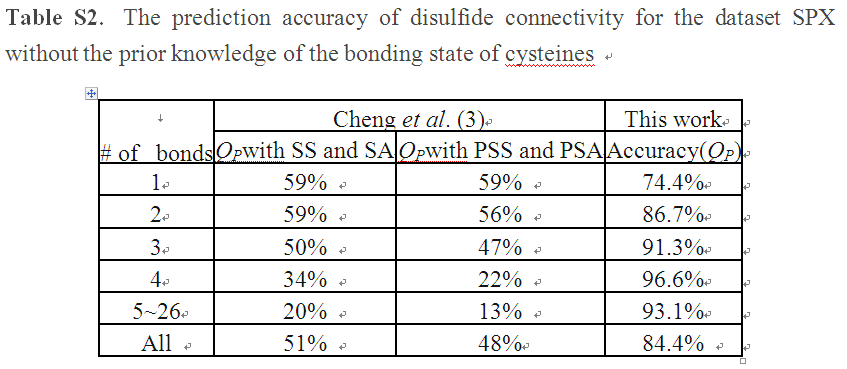 Table S2. The prediction accuracy of disulfide connectivity for the dataset SPX
without the prior knowledge of the bonding state of cysteines
Cheng et al. (3) This work
# of bonds QP with SS and SA QP with PSS and PSA Accuracy(QP)
1 59% 59% 74.4%
2 59% 56% 86.7%
3 50% 47% 91.3%
4 34% 22% 96.6%
5~26 20% 13% 93.1%
All 51% 48% 84.4%